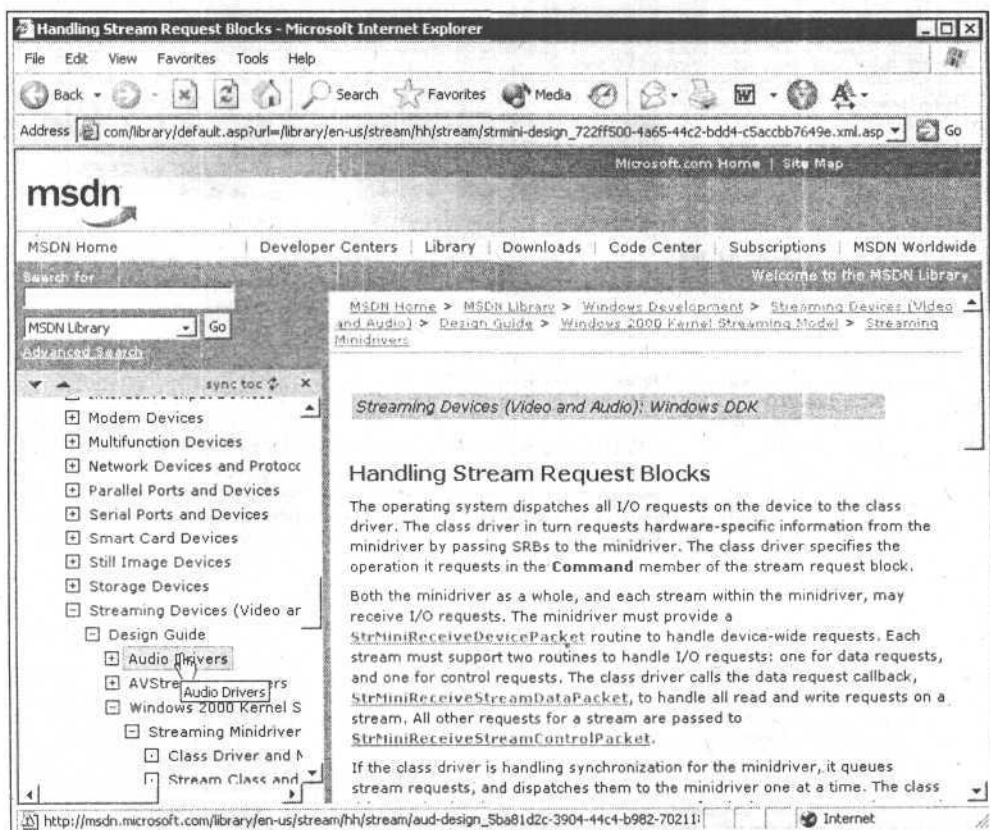 Handling Stream Request Blocks - Microsoft Internet Explorer
File Edit View Favorites Tools Help
Back Search Favorites Media
Address com/library/default.asp?url=/library/en-us/stream/hh/stream/strmini-design_722ff500-4a65-44c2-bdd4-c5accbb7649e.xml.asp Go
Microsoft.com Home | Site Map
msdn
MSDN Home | Developer Centers | Library | Downloads | Code Center | Subscriptions | MSDN Worldwide
Welcome to the MSDN Library
Search for
MSDN Library Go
Advanced Search
sync toc
Modem Devices
Multifunction Devices
Network Devices and Protocc
Parallel Ports and Devices
Serial Ports and Devices
Smart Card Devices
Still Image Devices
Storage Devices
Streaming Devices (Video ar
Design Guide
Audio Drivers
AVStre ers
Audio Drivers
Windows 2000 Kernel S
Streaming Minidriver
Class Driver and M
Stream Class and
MSDN Home > MSDN Library > Windows Development > Streaming Devices (Video
and Audio) > Design Guide > Windows 2000 Kernel Streaming Model > Streaming
Minidrivers
Streaming Devices (Video and Audio): Windows DDK
Handling Stream Request Blocks
The operating system dispatches all I/O requests on the device to the class
driver. The class driver in turn requests hardware-specific information from the
minidriver by passing SRBs to the minidriver. The class driver specifies the
operation it requests in the Command member of the stream request block.
Both the minidriver as a whole, and each stream within the minidriver, may
receive I/O requests. The minidriver must provide a
StrMiniReceiveDevicePacket routine to handle device-wide requests. Each
stream must support two routines to handle I/O requests: one for data requests,
and one for control requests. The class driver calls the data request callback,
StrMiniReceiveStreamDataPacket, to handle all read and write requests on a
stream. All other requests for a stream are passed to
StrMiniReceiveStreamControlPacket.
If the class driver is handling synchronization for the minidriver, it queues
stream requests, and dispatches them to the minidriver one at a time. The class
http://msdn.microsoft.com/library/en-us/stream/hh/stream/aud-design_5ba81d2c-3904-44c4-b982-70211 Internet